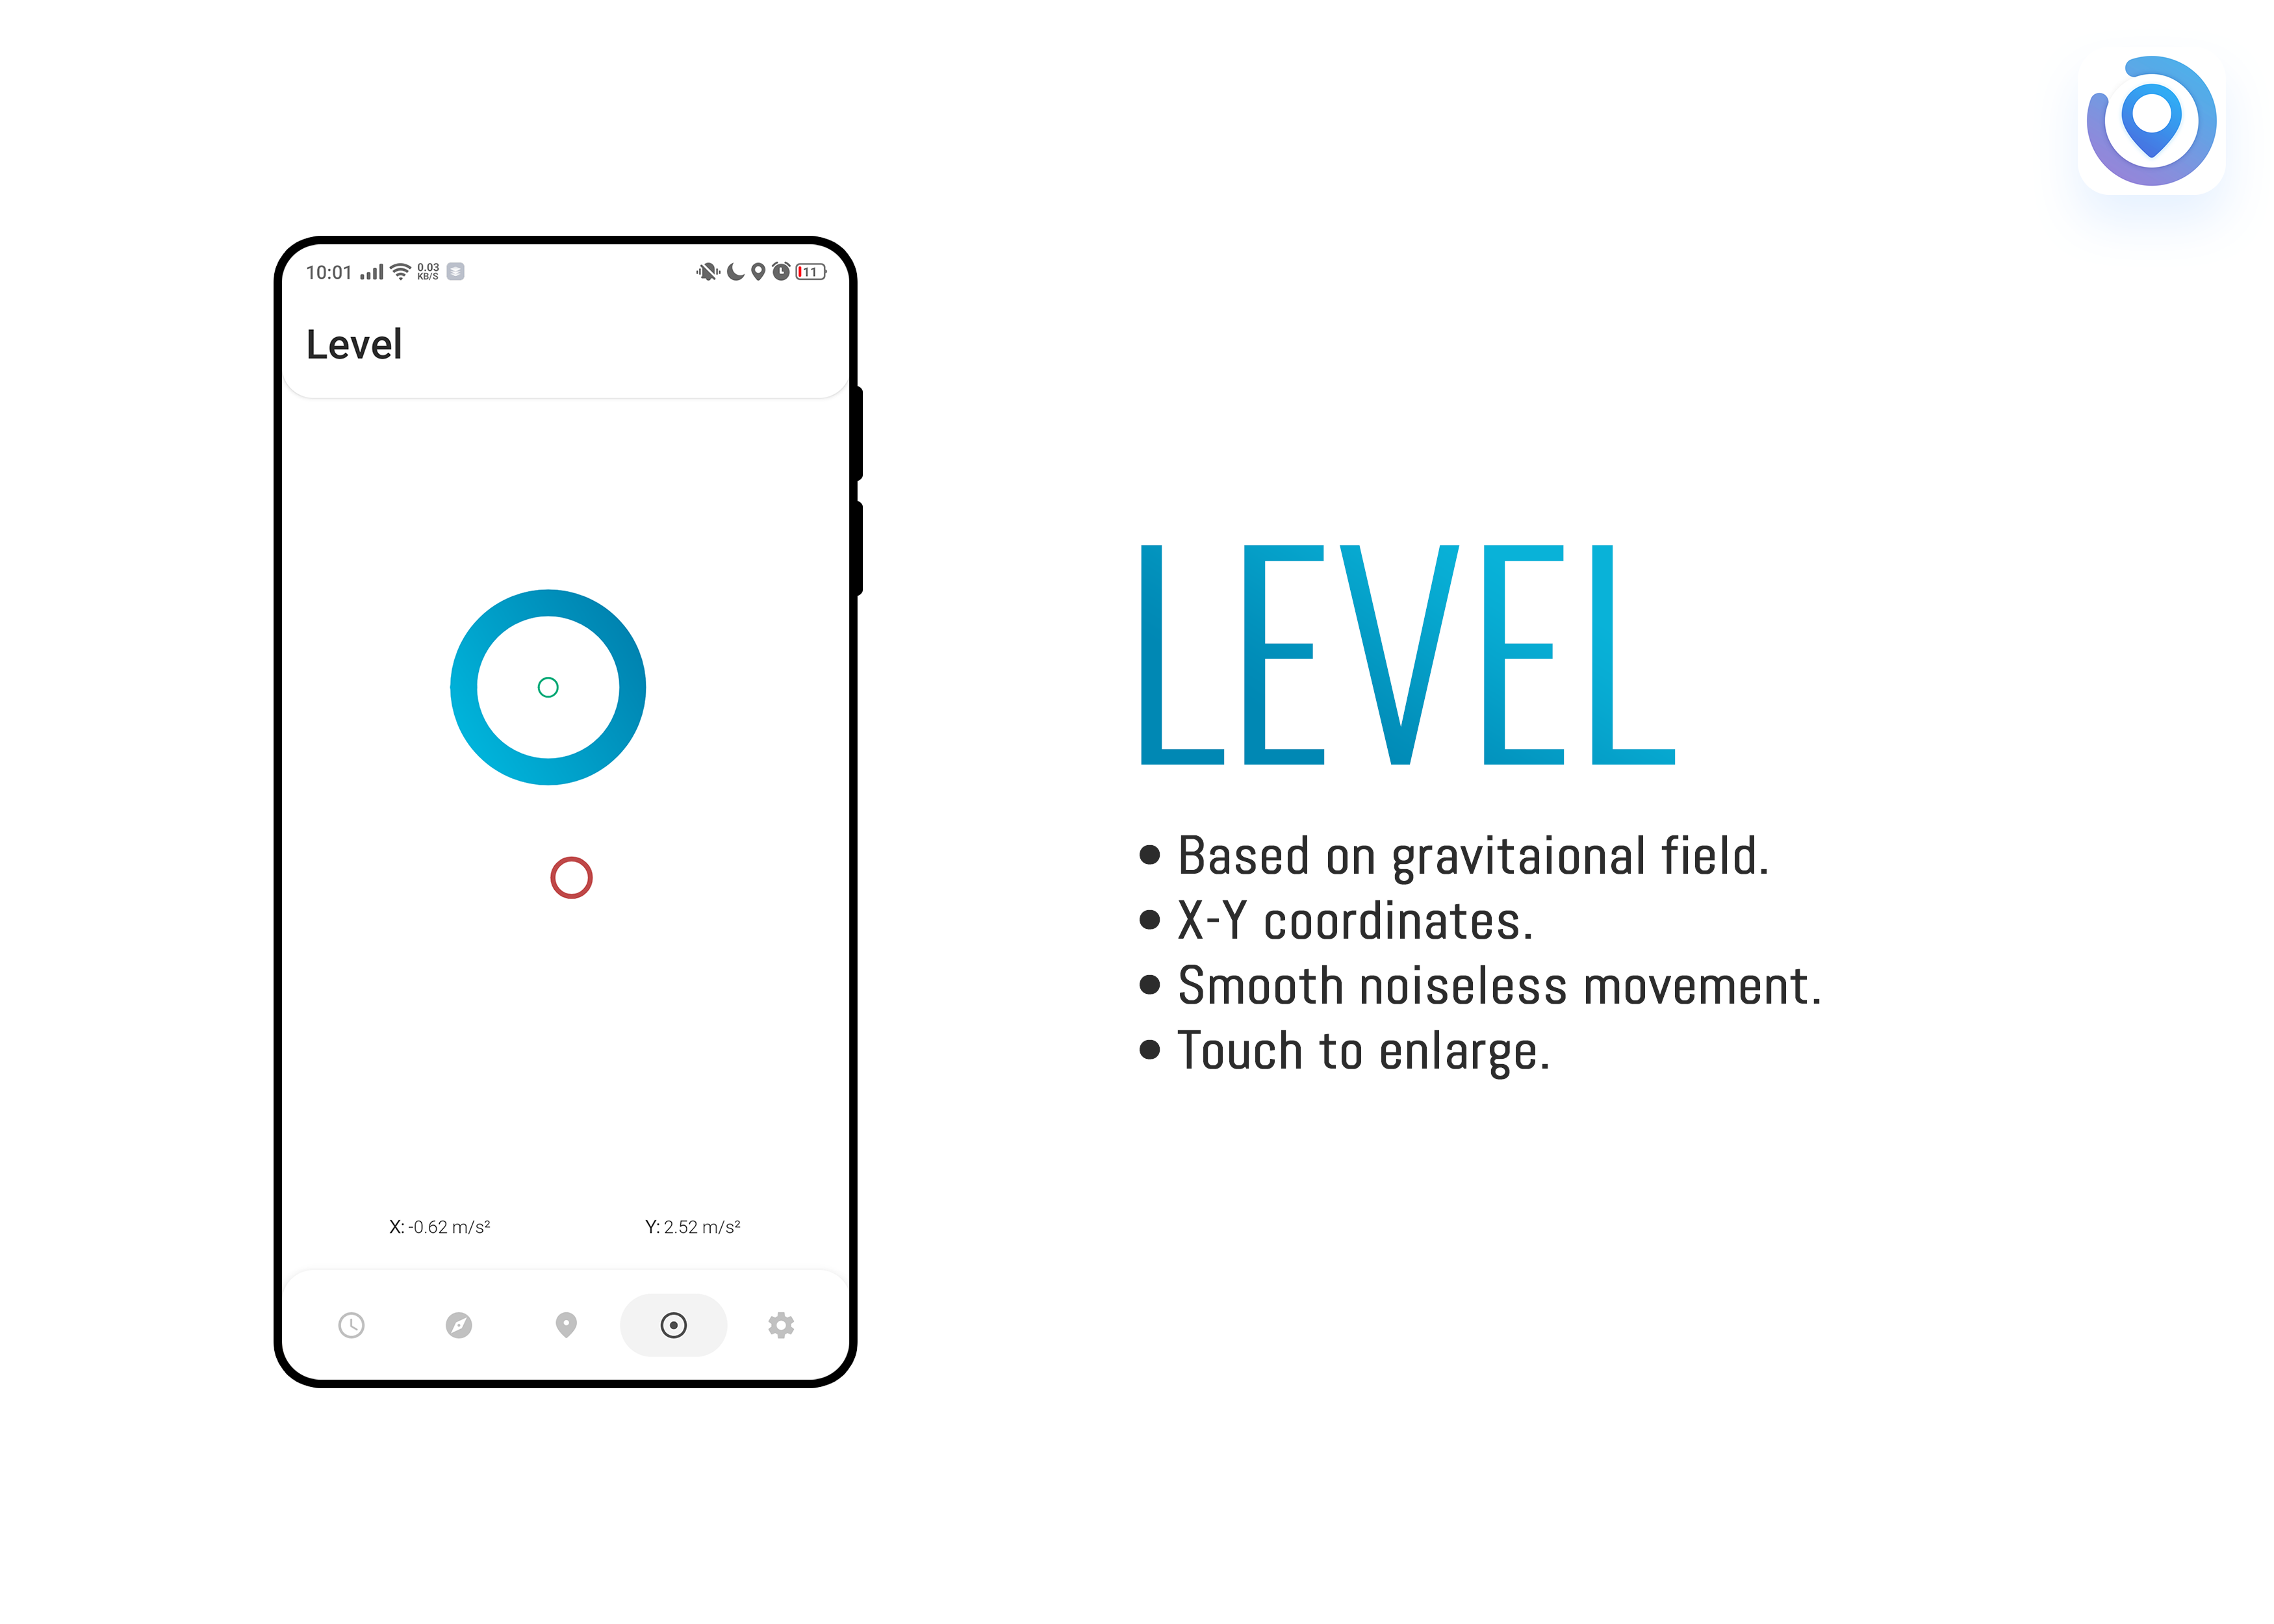 10:01 0.03 KB/S 11
Level
X: -0.62 m/s² Y: 2.52 m/s²
LEVEL
• Based on gravitaional field.
• X-Y coordinates.
• Smooth noiseless movement.
• Touch to enlarge.